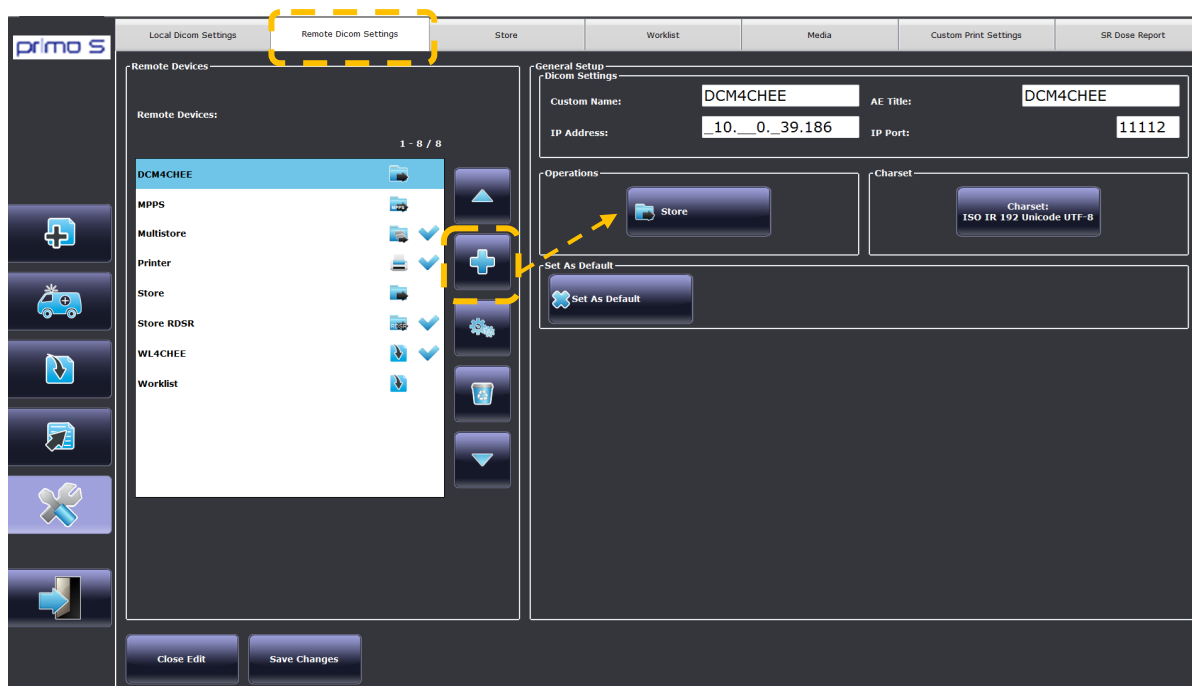 primo S
Local Dicom Settings
Remote Dicom Settings
Store
Worklist
Media
Custom Print Settings
SR Dose Report
Remote Devices
Remote Devices:
1 - 8 / 8
DCM4CHEE
MPPS
MPPS
Multistore
Printer
Store
Store RDSR
RDSR
WL4CHEE
Worklist
General Setup
Dicom Settings
Custom Name:
DCM4CHEE
AE Title:
DCM4CHEE
IP Address:
_10.__0._39.186
IP Port:
11112
Operations
Store
Charset
Charset:
ISO IR 192 Unicode UTF-8
Set As Default
Set As Default
Close Edit
Save Changes